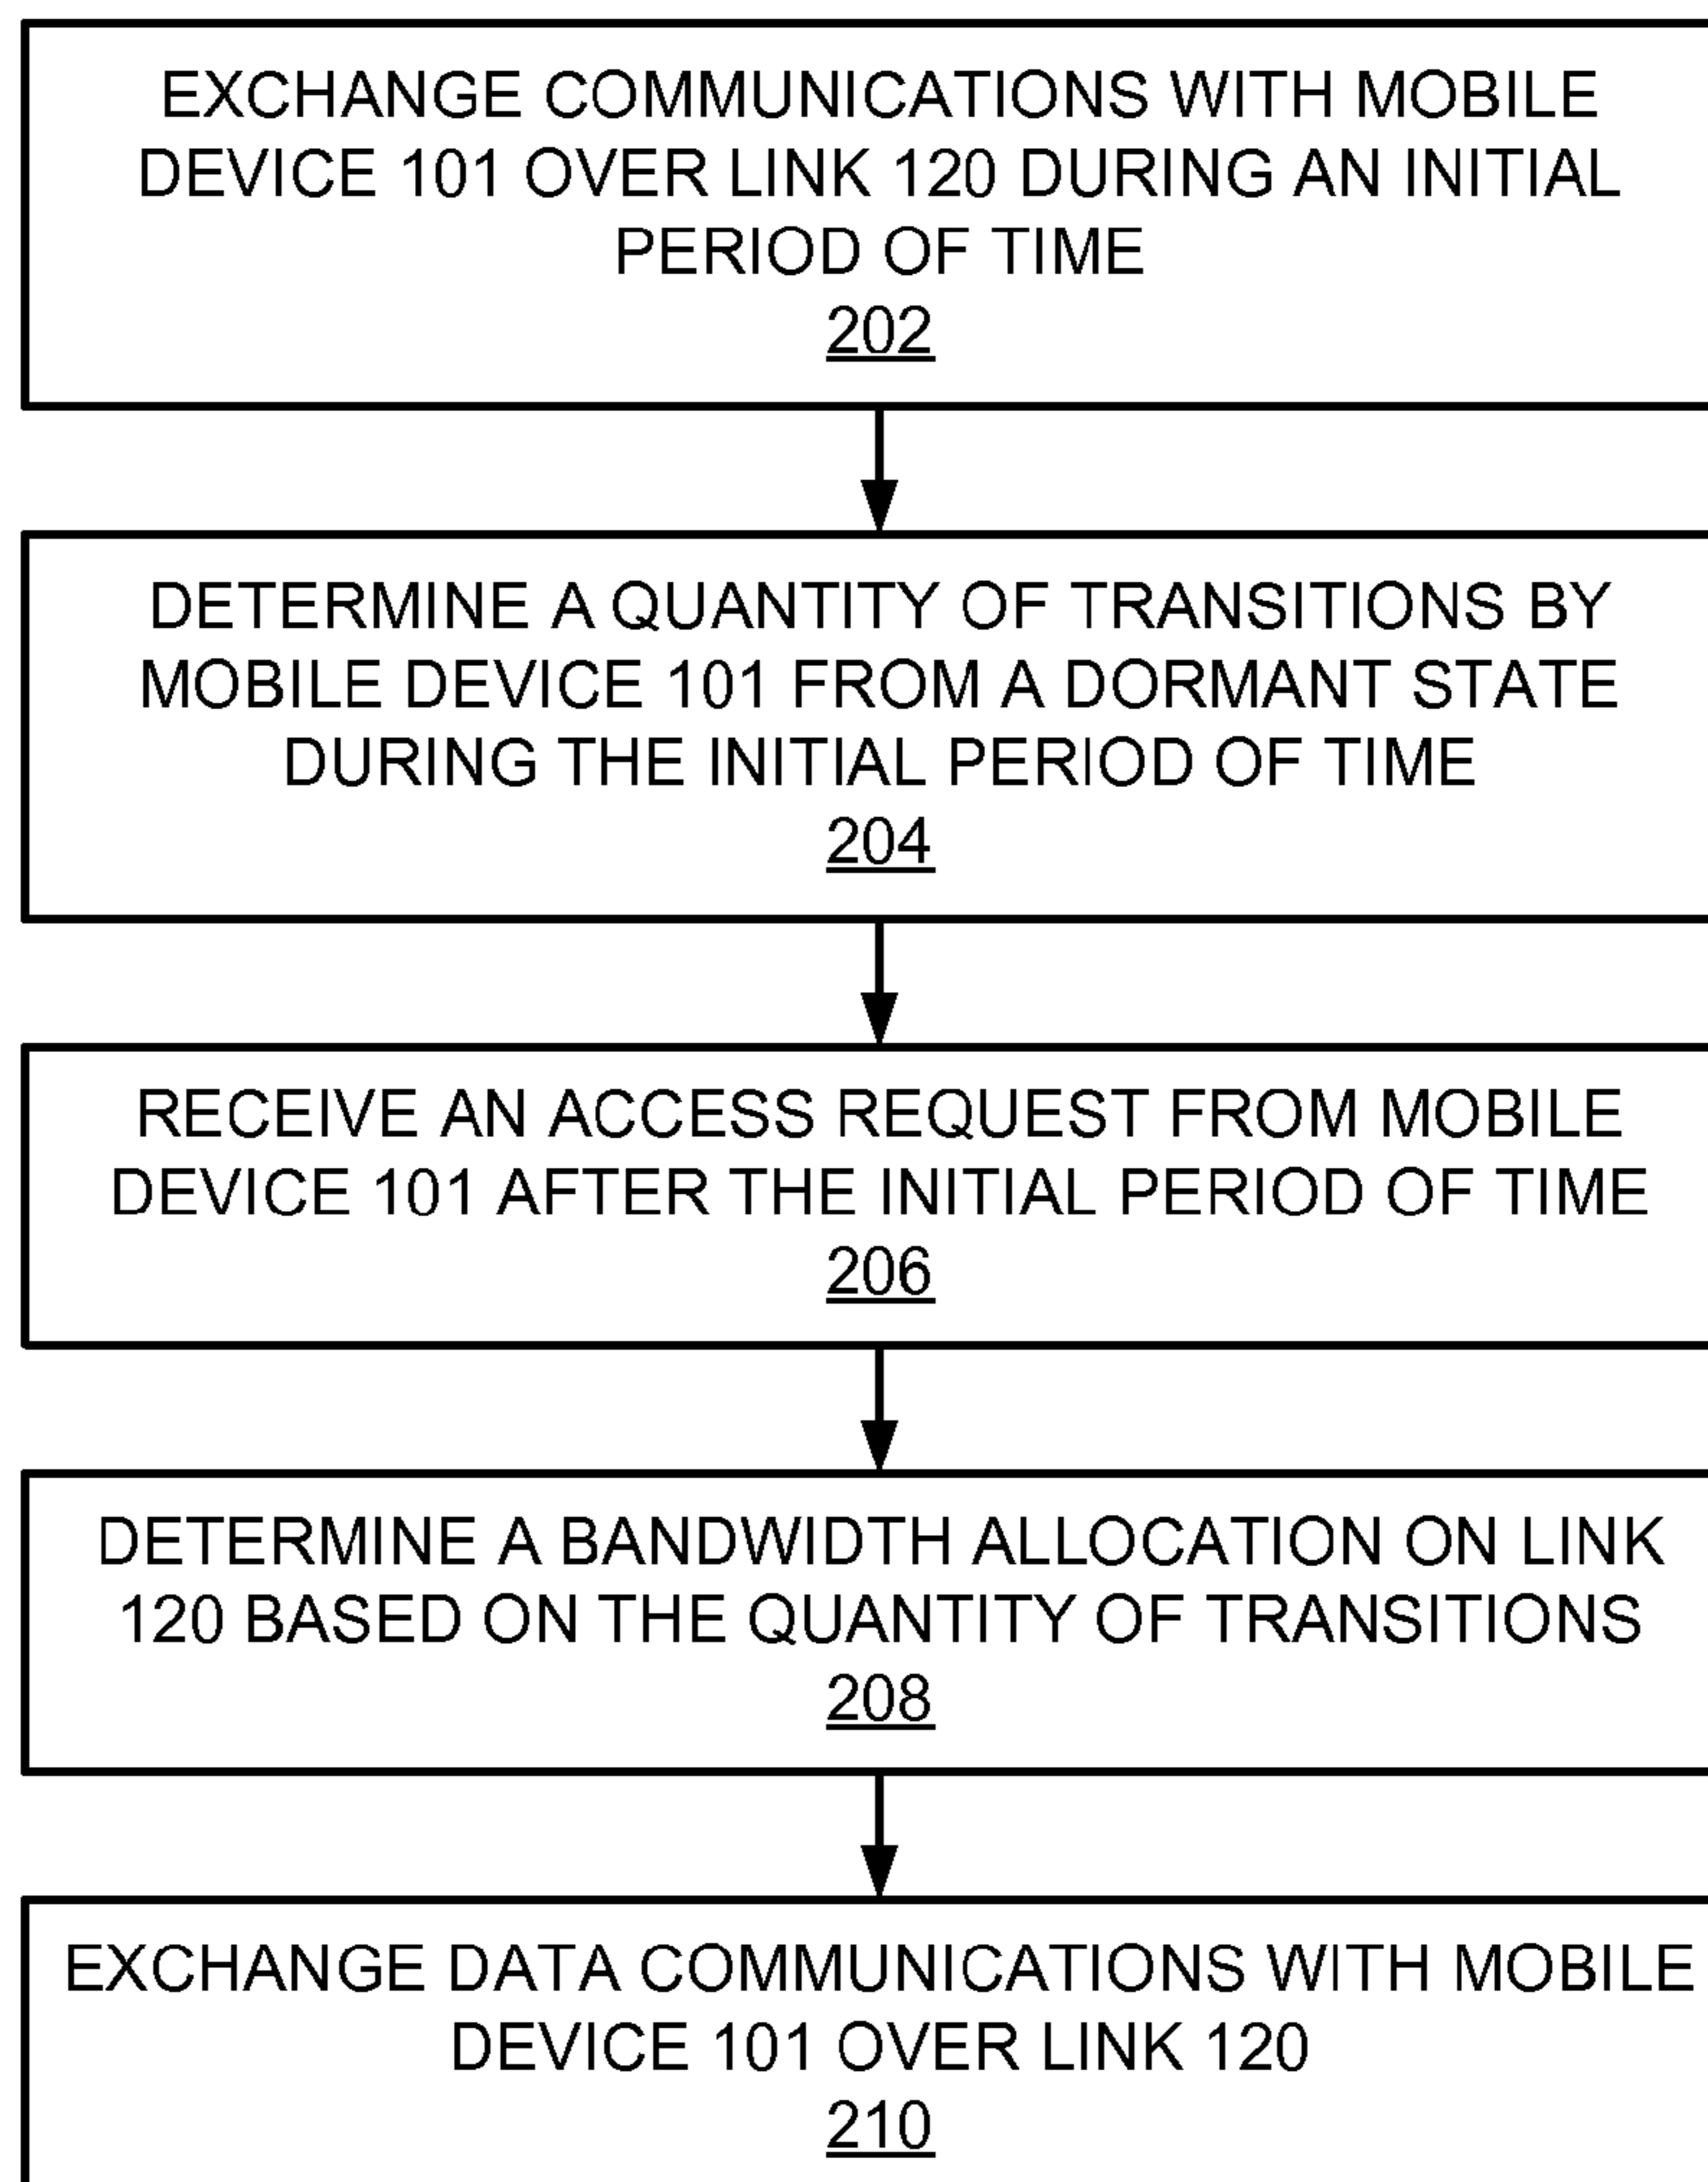 EXCHANGE COMMUNICATIONS WITH MOBILE
DEVICE 101 OVER LINK 120 DURING AN INITIAL
PERIOD OF TIME
202
DETERMINE A QUANTITY OF TRANSITIONS BY
MOBILE DEVICE 101 FROM A DORMANT STATE
DURING THE INITIAL PERIOD OF TIME
204
RECEIVE AN ACCESS REQUEST FROM MOBILE
DEVICE 101 AFTER THE INITIAL PERIOD OF TIME
206
DETERMINE A BANDWIDTH ALLOCATION ON LINK
120 BASED ON THE QUANTITY OF TRANSITIONS
208
EXCHANGE DATA COMMUNICATIONS WITH MOBILE
DEVICE 101 OVER LINK 120
210